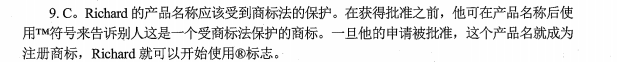 9. C。Richard 的产品名称应该受到商标法的保护。在获得批准之前，他可在产品名称后使
用™符号来告诉别人这是一个受商标法保护的商标。一旦他的申请被批准，这个产品名就成为
注册商标，Richard 就可以开始使用®标志。